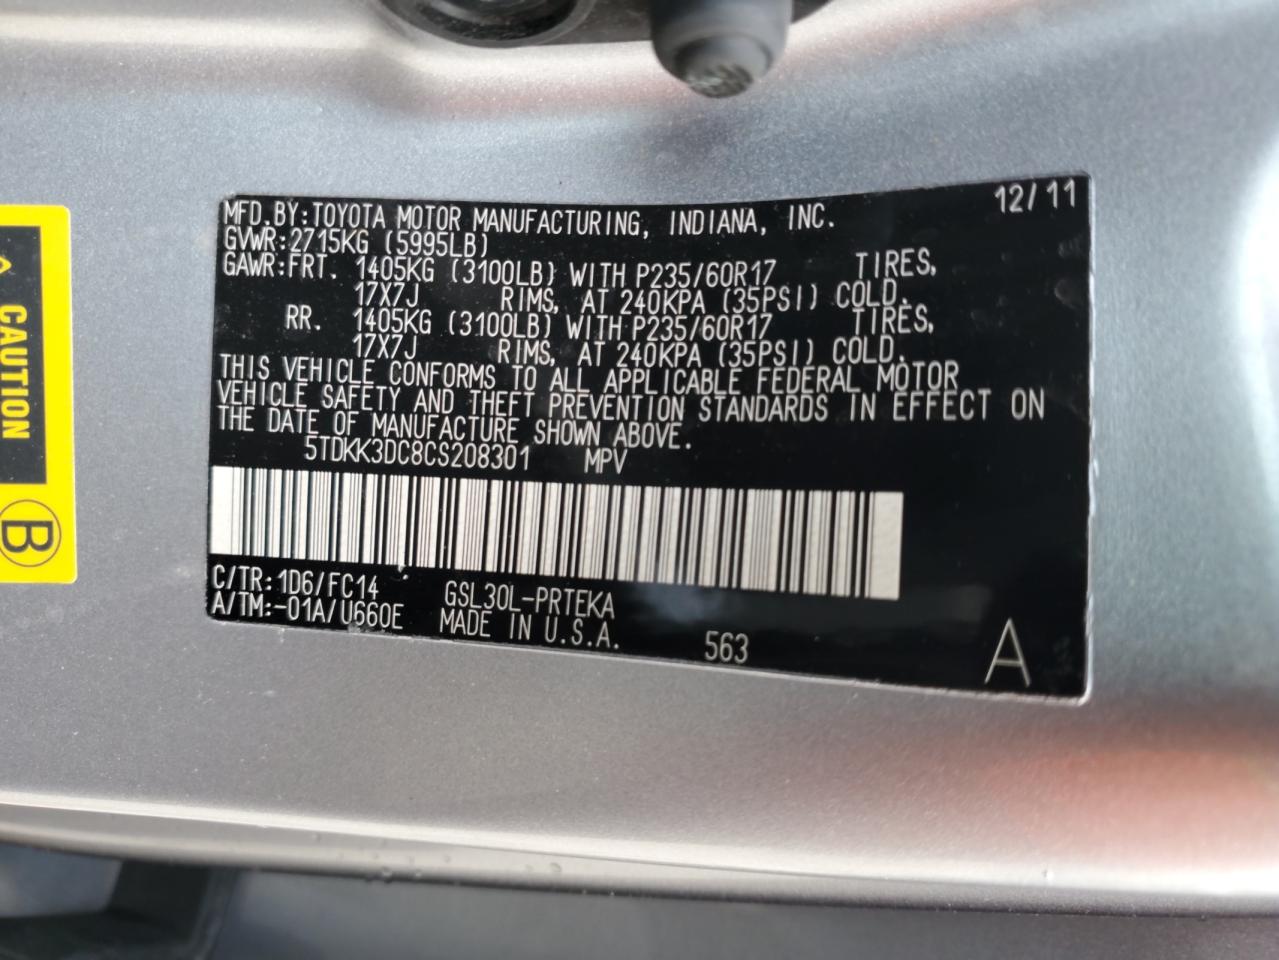 12/11
MFD.BY:TOYOTA MOTOR MANUFACTURING, INDIANA, INC.
GVWR:2715KG (5995LB)
GAWR:FRT. 1405KG (3100LB) WITH P235/60R17 TIRES,
17X7J RIMS, AT 240KPA (35PSI) COLD.
RR. 1405KG (3100LB) WITH P235/60R17 TIRES,
17X7J RIMS, AT 240KPA (35PSI) COLD.
THIS VEHICLE CONFORMS TO ALL APPLICABLE FEDERAL MOTOR
VEHICLE SAFETY AND THEFT PREVENTION STANDARDS IN EFFECT ON
THE DATE OF MANUFACTURE SHOWN ABOVE.
5TDKK3DC8CS208301 MPV
C/TR:1D6/FC14 GSL30L-PRTEKA
A/TM:-01A/U660E MADE IN U.S.A. 563
A
CAUTION
B